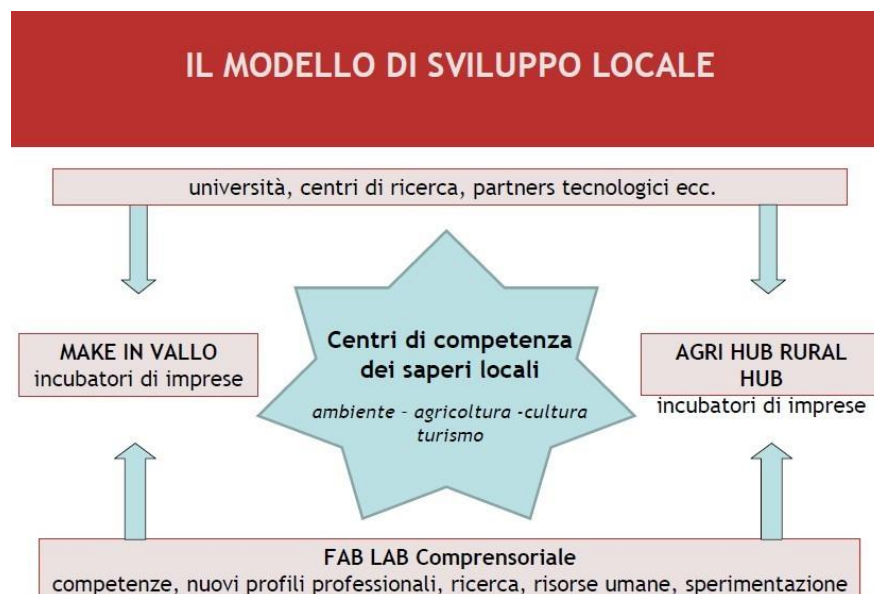 IL MODELLO DI SVILUPPO LOCALE
università, centri di ricerca, partners tecnologici ecc.
MAKE IN VALLO
incubatori di imprese
Centri di competenza
dei saperi locali
ambiente - agricoltura -cultura
turismo
AGRI HUB RURAL
HUB
incubatori di imprese
FAB LAB Comprensoriale
competenze, nuovi profili professionali, ricerca, risorse umane, sperimentazione